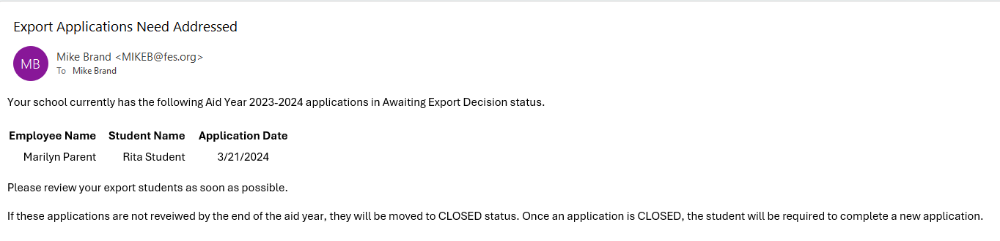 Export Applications Need Addressed
MB
Mike Brand <MIKEB@fes.org>
To Mike Brand
Your school currently has the following Aid Year 2023-2024 applications in Awaiting Export Decision status.
Employee Name Student Name Application Date
Marilyn Parent Rita Student 3/21/2024
Please review your export students as soon as possible.
If these applications are not reveiwed by the end of the aid year, they will be moved to CLOSED status. Once an application is CLOSED, the student will be required to complete a new application.